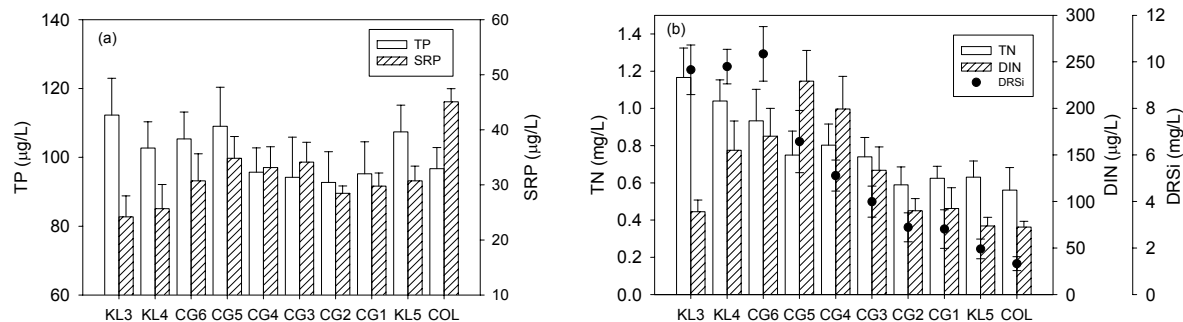 (a)
TP
SRP
TP (µg/L)
140
120
100
80
60
SRP (µg/L)
60
50
40
30
20
10
KL3 KL4 CG6 CG5 CG4 CG3 CG2 CG1 KL5 COL
(b)
TN
DIN
DRSi
TN (mg/L)
1.4
1.2
1.0
0.8
0.6
0.4
0.2
0.0
DIN (µg/L)
300
250
200
150
100
50
0
DRSi (mg/L)
12
10
8
6
4
2
0
KL3 KL4 CG6 CG5 CG4 CG3 CG2 CG1 KL5 COL